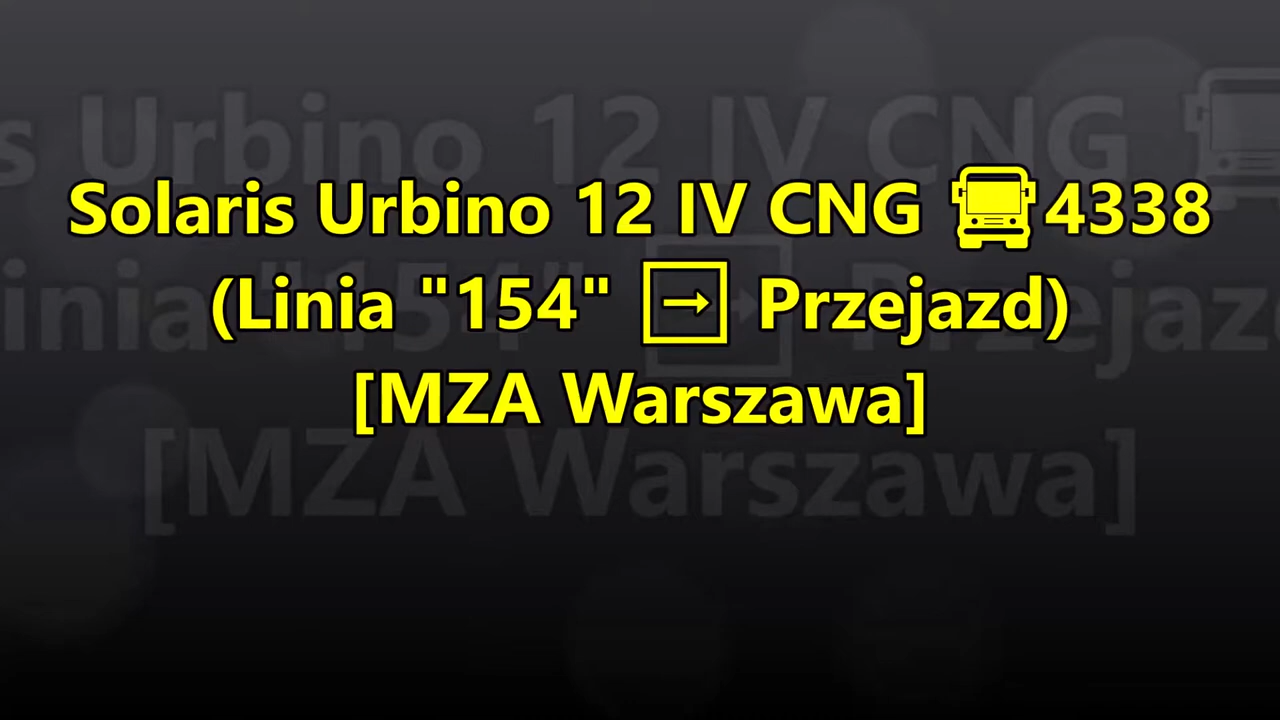 Solaris Urbino 12 IV CNG 🚍4338
(Linia "154" ➡ Przejazd)
[MZA Warszawa]